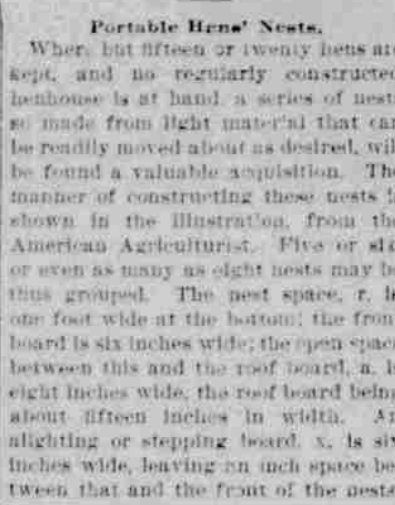 Portable Hens' Nests.
Where but fifteen or twenty hens are
kept, and no regularly constructed
henhouse is at hand, a series of nests
so made from light material that can
be readily moved about as desired, will
be found a valuable acquisition. The
manner of constructing these nests is
shown in the illustration, from the
American Agriculturist. Five or six
or even as many as eight nests may be
thus grouped. The nest space, r, is
one foot wide at the bottom; the front
board is six inches wide; the open space
between this and the roof board, a, is
eight inches wide, the roof board being
about fifteen inches in width. An
alighting or stepping board, x, is six
inches wide, leaving an inch space be
tween that and the front of the nests